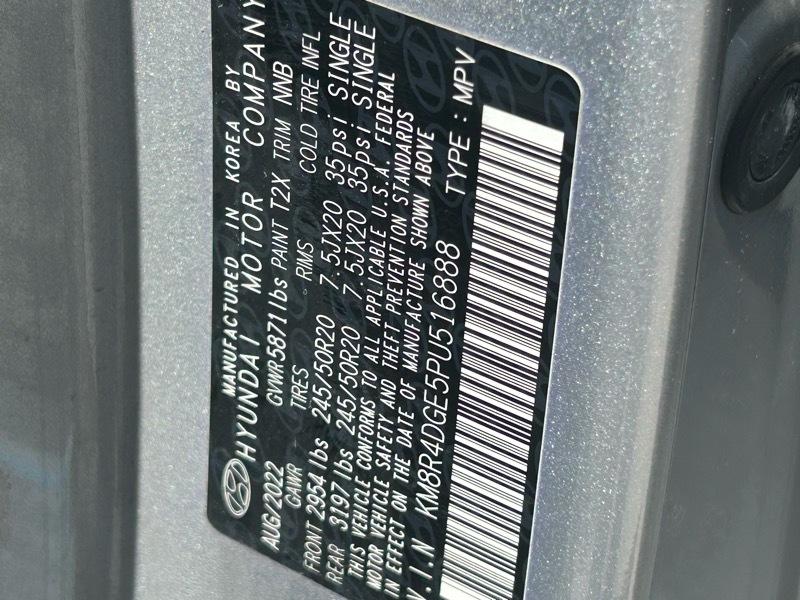 MANUFACTURED IN KOREA BY
HYUNDAI MOTOR COMPANY
AUG/2022 GVWR 5871 lbs PAINT T2X TRIM NNB
GAWR TIRES RIMS COLD TIRE INFL
FRONT 2954 lbs 245/50R20 7.5JX20 35psi SINGLE
REAR 3197 lbs 245/50R20 7.5JX20 35psi SINGLE
THIS VEHICLE CONFORMS TO ALL APPLICABLE U.S.A. FEDERAL
MOTOR VEHICLE SAFETY AND THEFT PREVENTION STANDARDS
IN EFFECT ON THE DATE OF MANUFACTURE SHOWN ABOVE
V.I.N KM8R4DGE5PU516888 TYPE : MPV